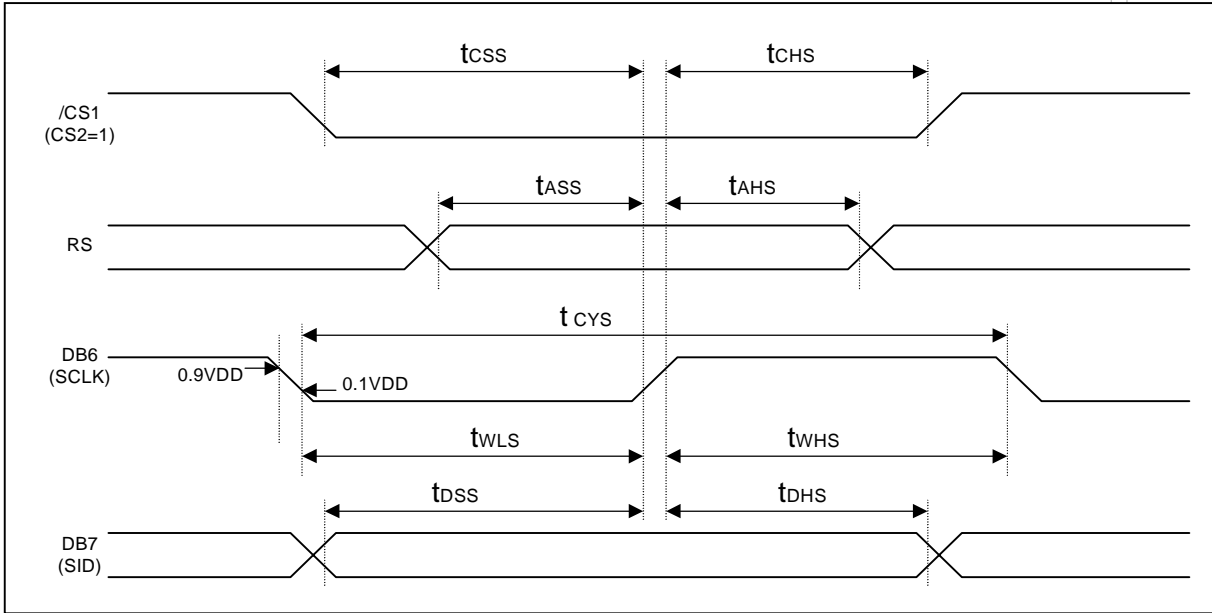 tCSS
tCHS
/CS1
(CS2=1)
tASS
tAHS
RS
tCYS
DB6
(SCLK)
0.9VDD
0.1VDD
tWLS
tWHS
tDSS
tDHS
DB7
(SID)